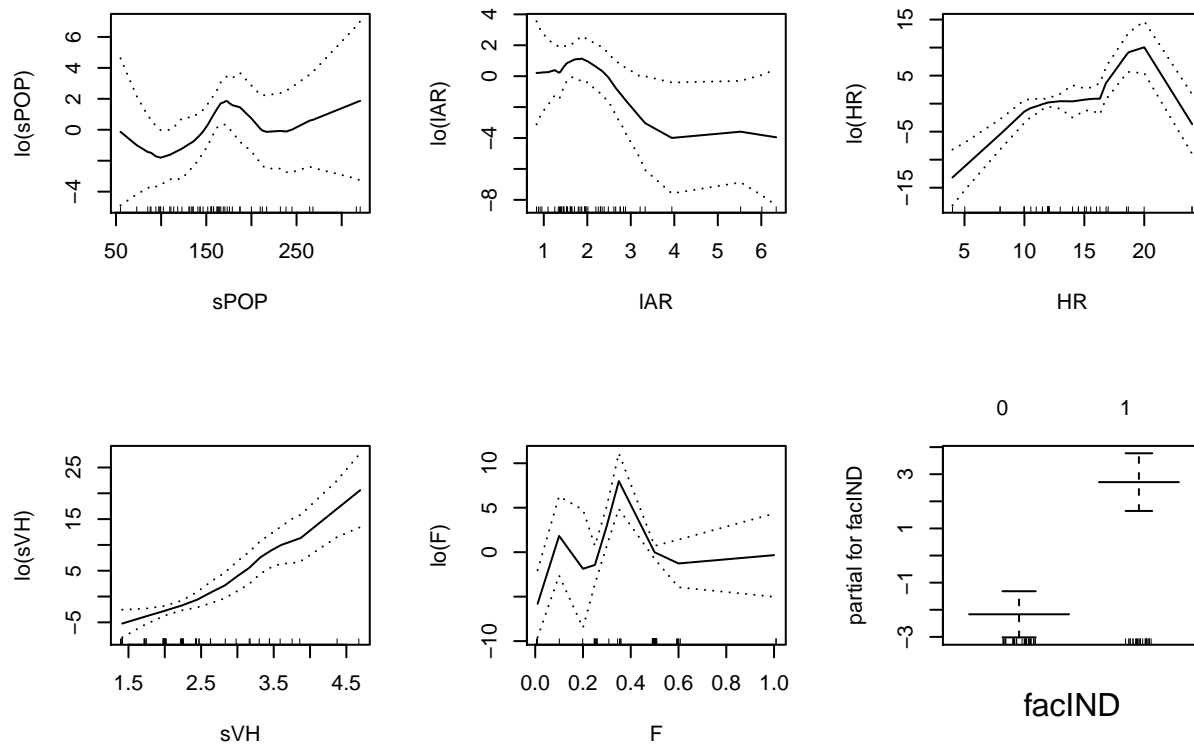 lo(sPOP)
−4 0 2 4 6
50 150 250
sPOP
lo(IAR)
−8 −4 0 2 4
1 2 3 4 5 6
IAR
lo(HR)
−15 −5 5 15
5 10 15 20
HR
lo(sVH)
−5 5 15 25
1.5 2.5 3.5 4.5
sVH
lo(F)
−10 0 5 10
0.0 0.2 0.4 0.6 0.8 1.0
F
0 1
partial for facIND
−3 −1 1 3
facIND